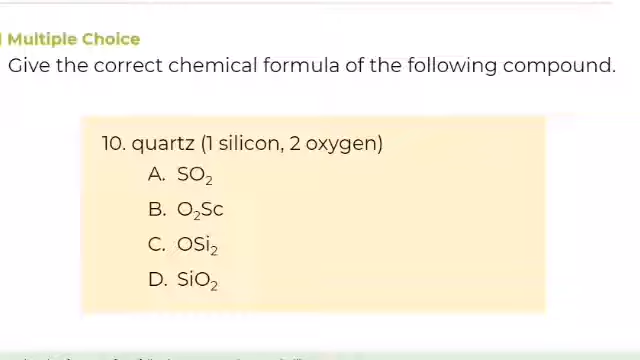 Multiple Choice
Give the correct chemical formula of the following compound.
10. quartz (1 silicon, 2 oxygen)
A. SO₂
B. O₂Sc
C. OSi₂
D. SiO₂